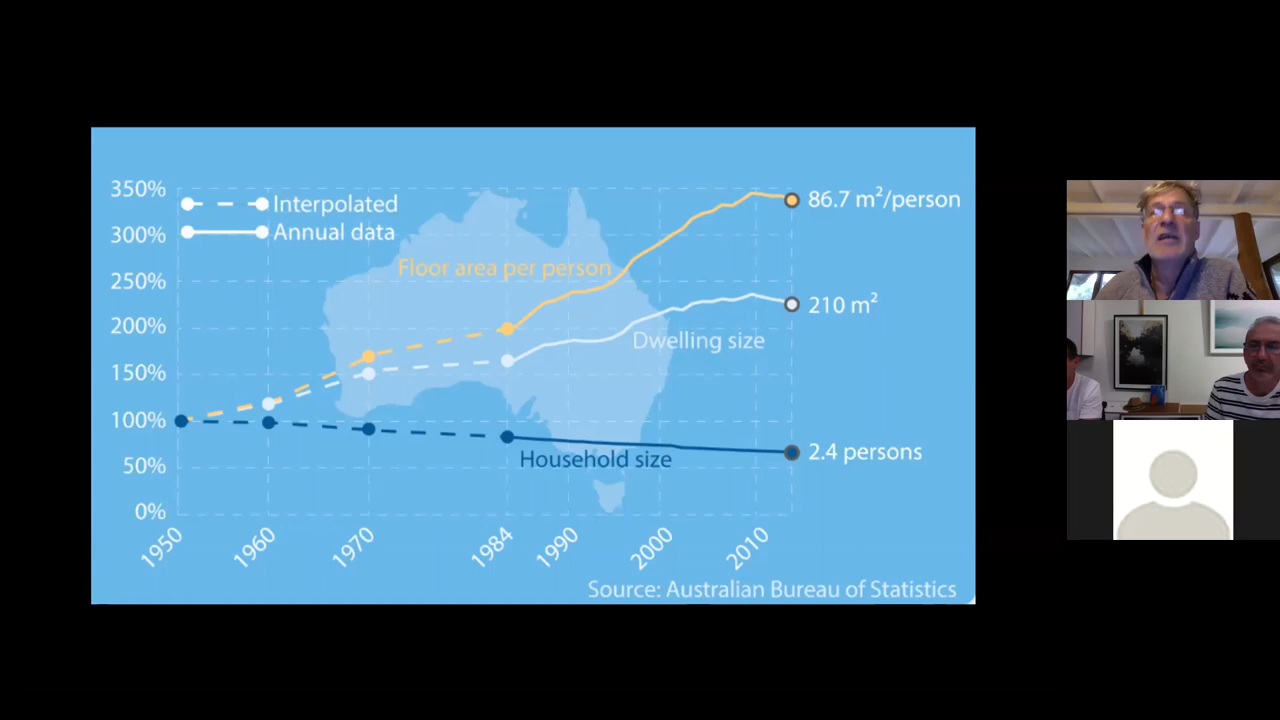 350%
300%
250%
200%
150%
100%
50%
0%
Interpolated
Annual data
Floor area per person
Dwelling size
Household size
86.7 m²/person
210 m²
2.4 persons
1950
1960
1970
1984
1990
2000
2010
Source: Australian Bureau of Statistics